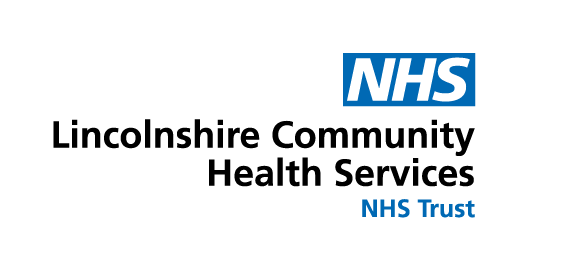 NHS
Lincolnshire Community
Health Services
NHS Trust